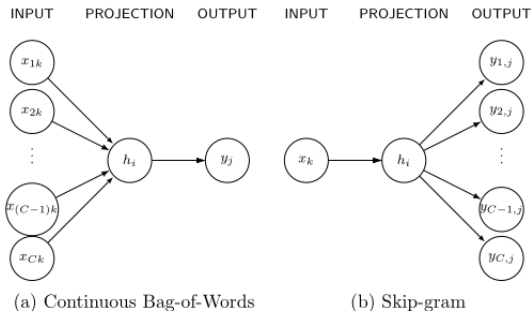 INPUT PROJECTION OUTPUT INPUT PROJECTION OUTPUT
x1k y1,j
x2k y2,j
⋮ hi yj xk hi ⋮
x(C−1)k yC−1,j
xCk yC,j
(a) Continuous Bag-of-Words (b) Skip-gram